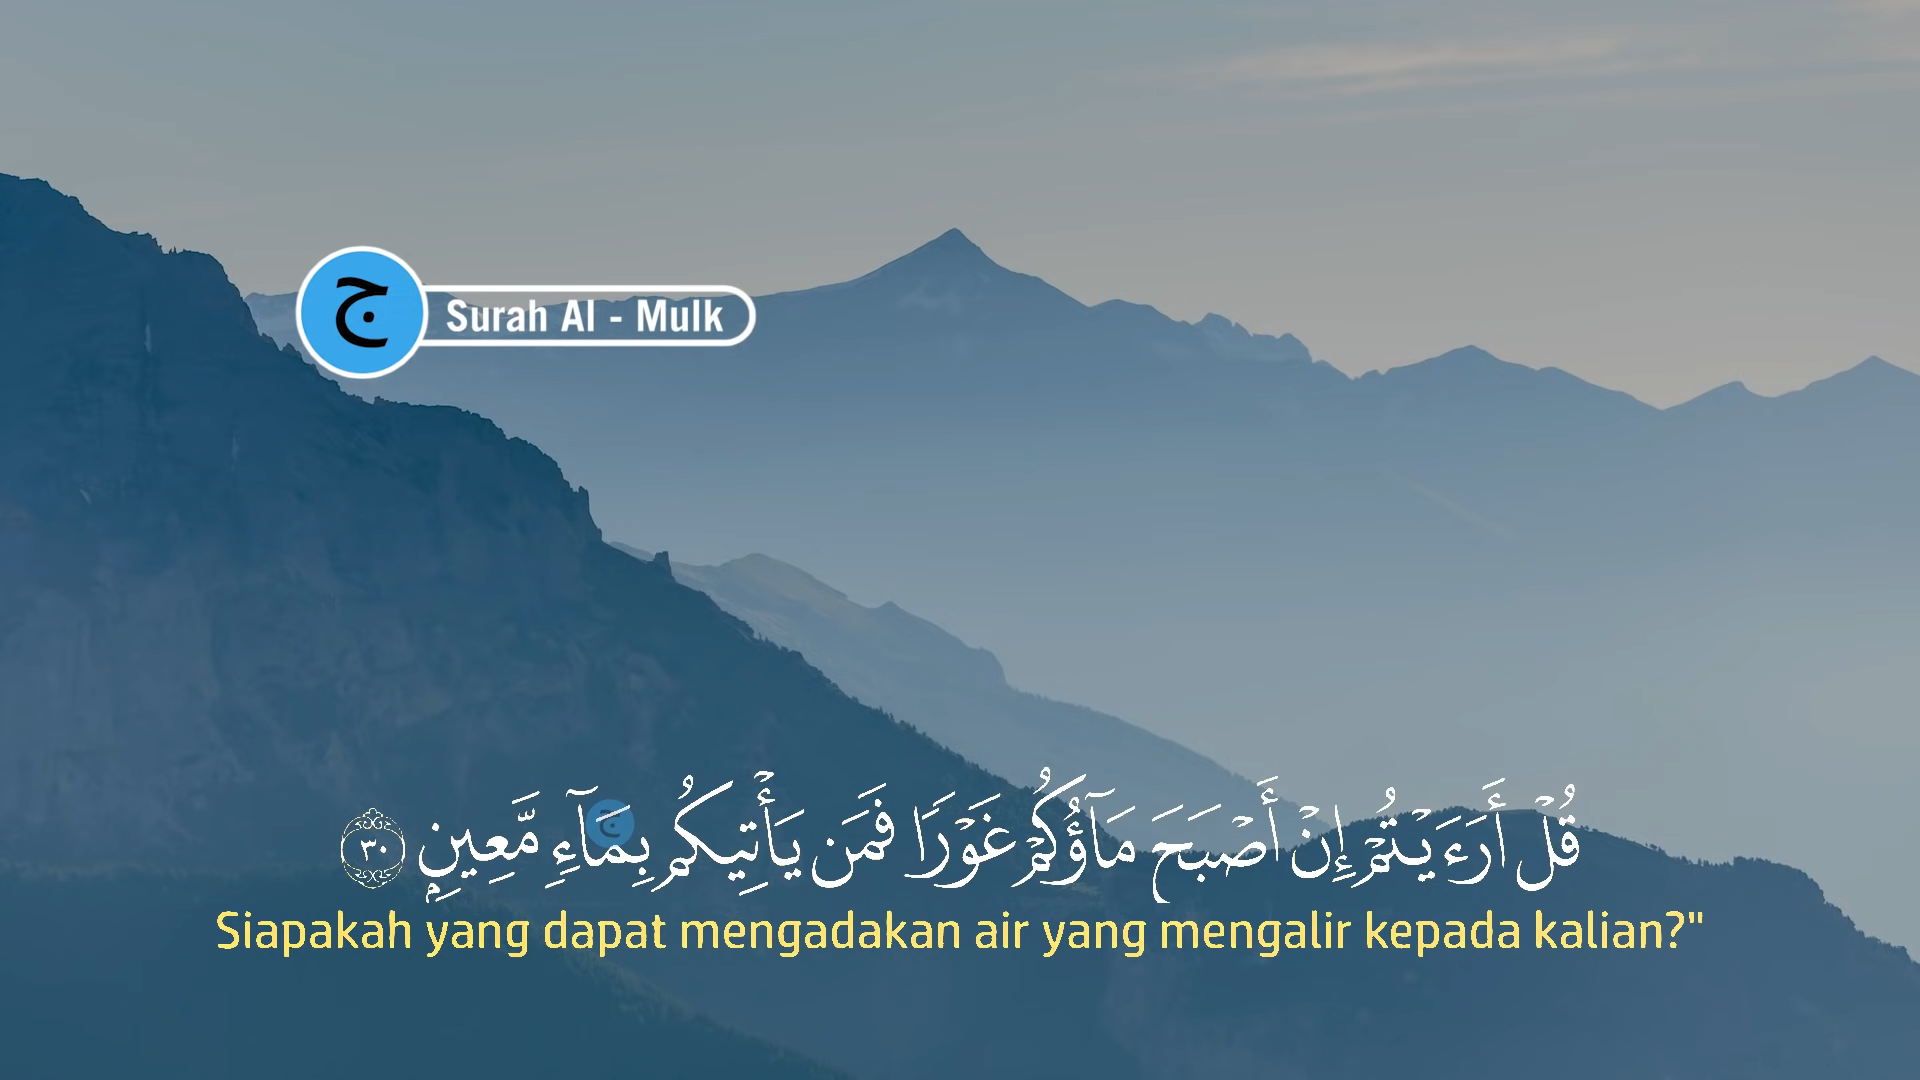 ج
Surah Al - Mulk
قُلْ أَرَءَيْتُمْ إِنْ أَصْبَحَ مَآؤُكُمْ غَوْرًا فَمَن يَأْتِيكُم بِمَآءٍ مَّعِينٍۭ ٣٠
ج
Siapakah yang dapat mengadakan air yang mengalir kepada kalian?"